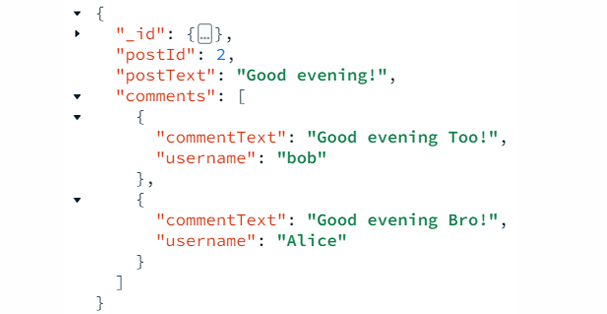 {
"_id": {…},
"postId": 2,
"postText": "Good evening!",
"comments": [
{
"commentText": "Good evening Too!",
"username": "bob"
},
{
"commentText": "Good evening Bro!",
"username": "Alice"
}
]
}